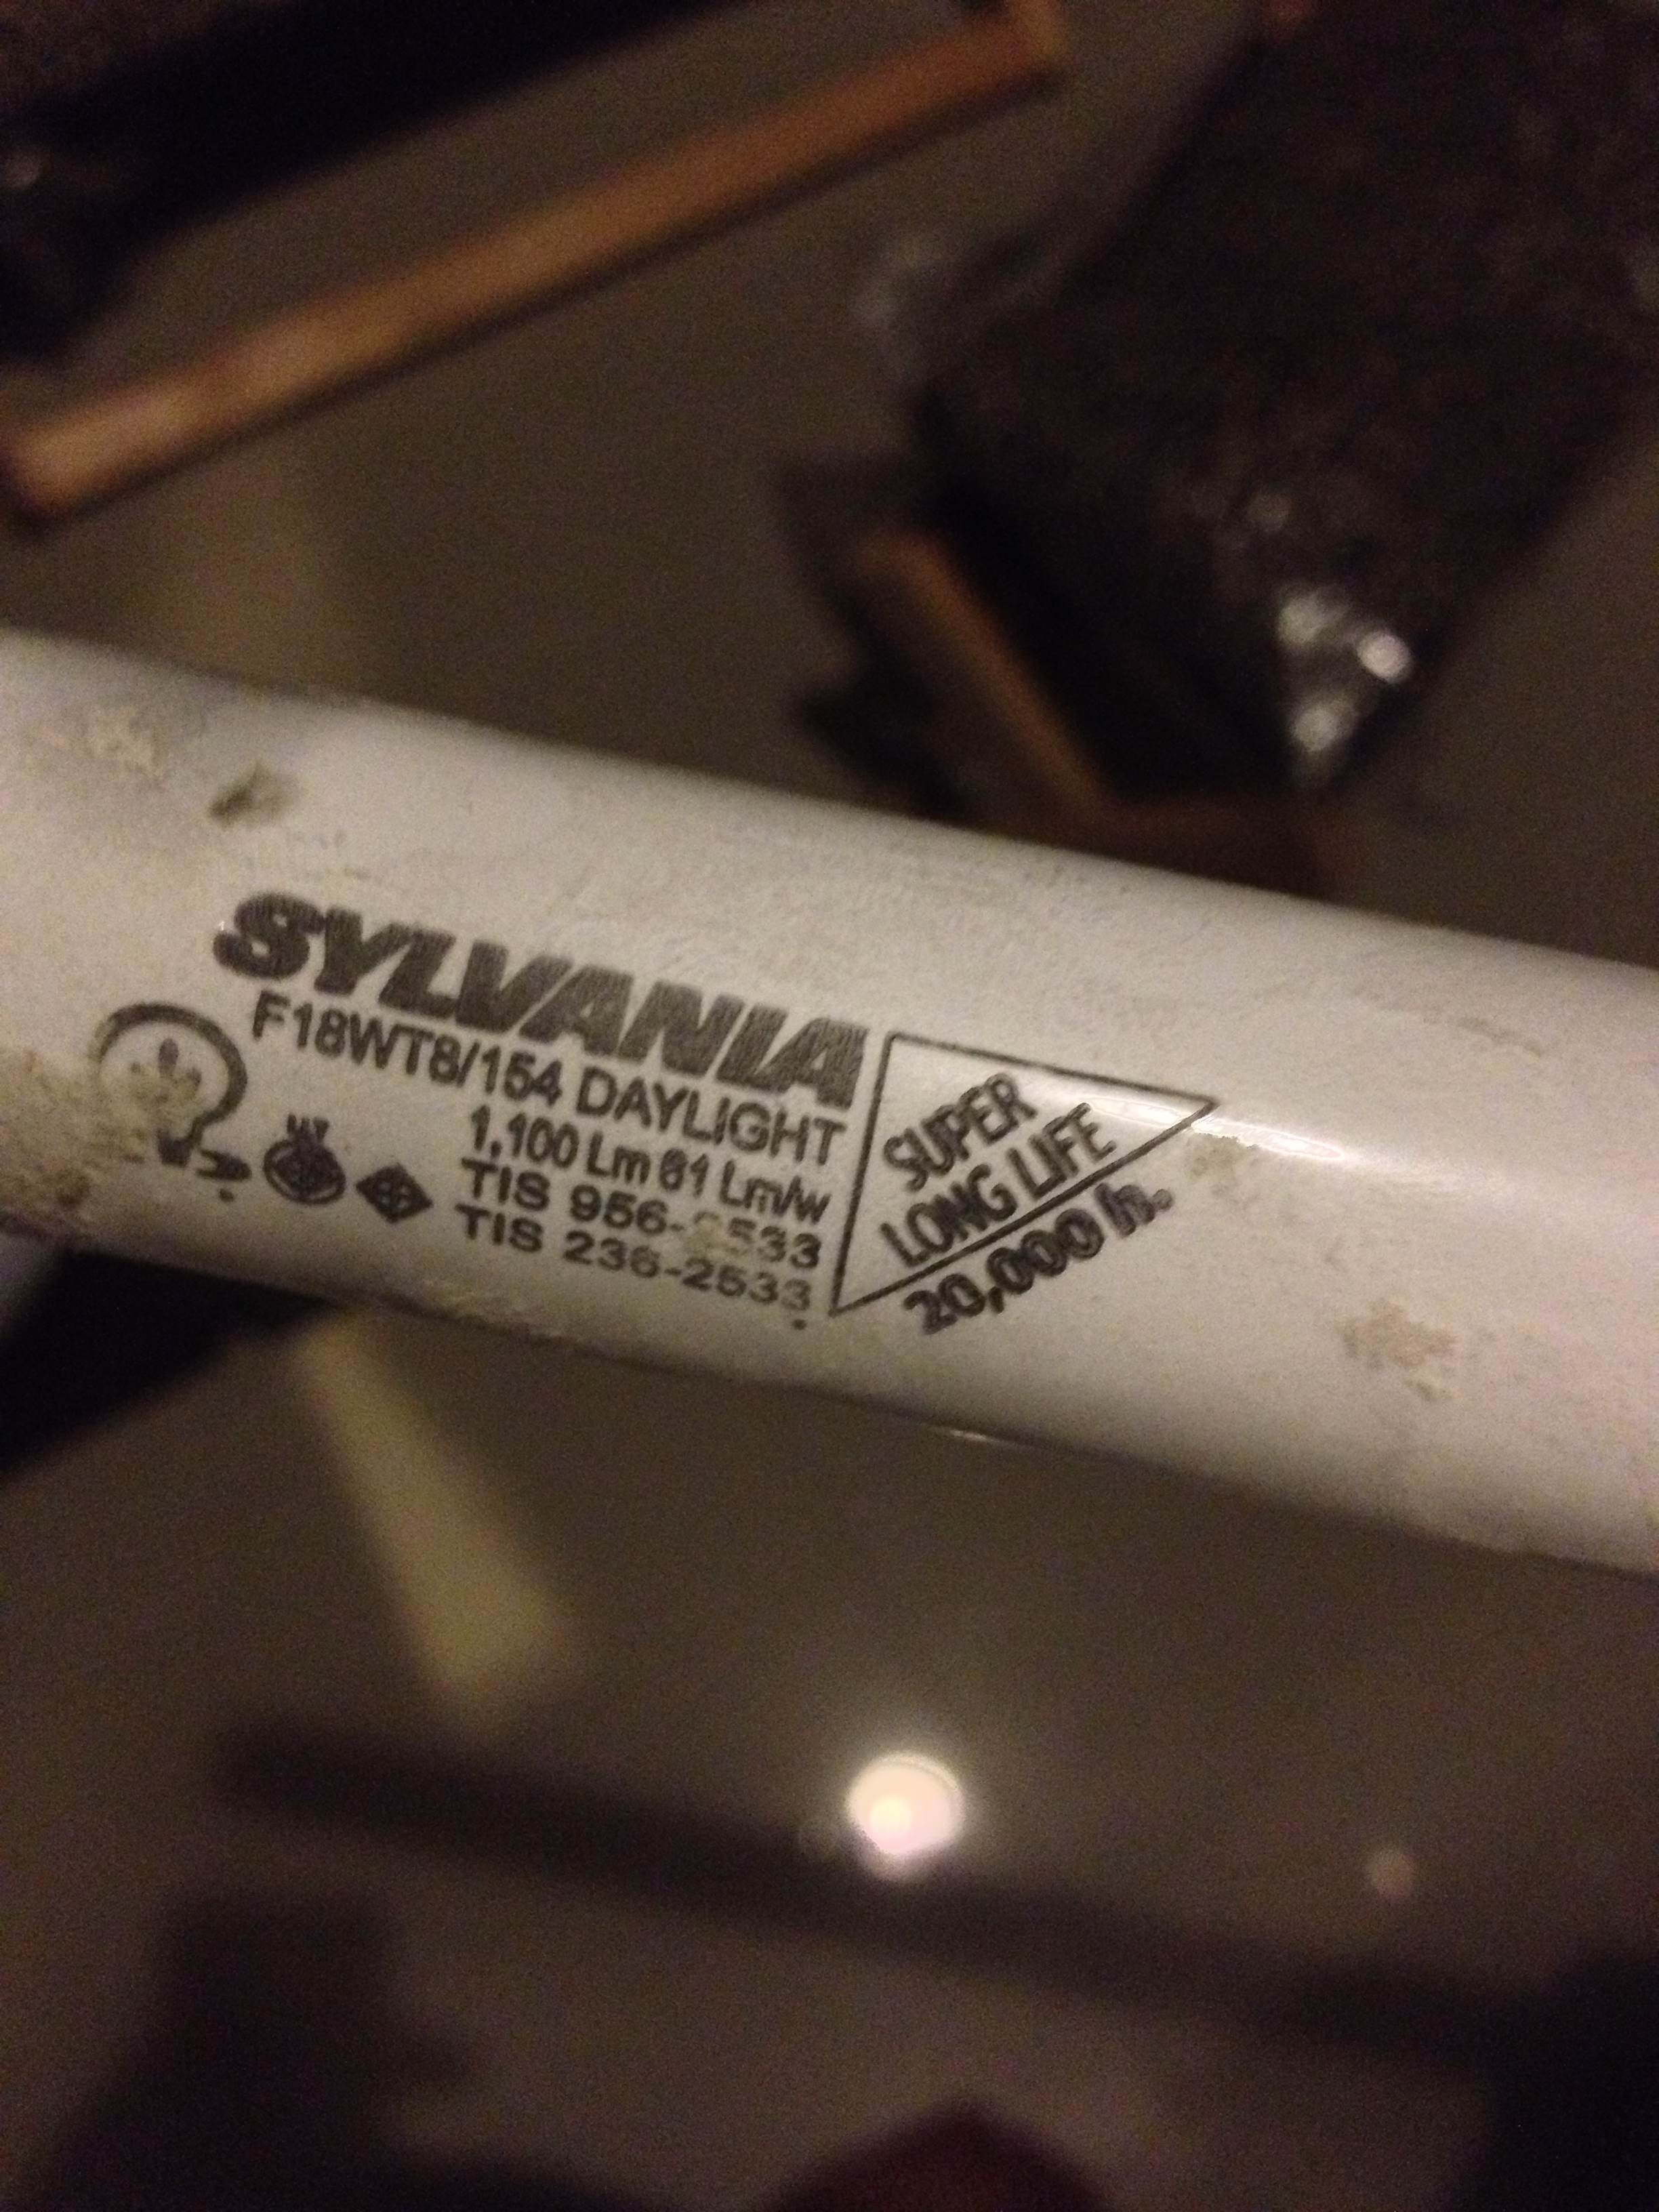 SYLVANIA
F18WT8/154 DAYLIGHT
1,100 Lm 61 Lm/w
TIS 956-2533
TIS 236-2533
SUPER
LONG LIFE
20,000 h.